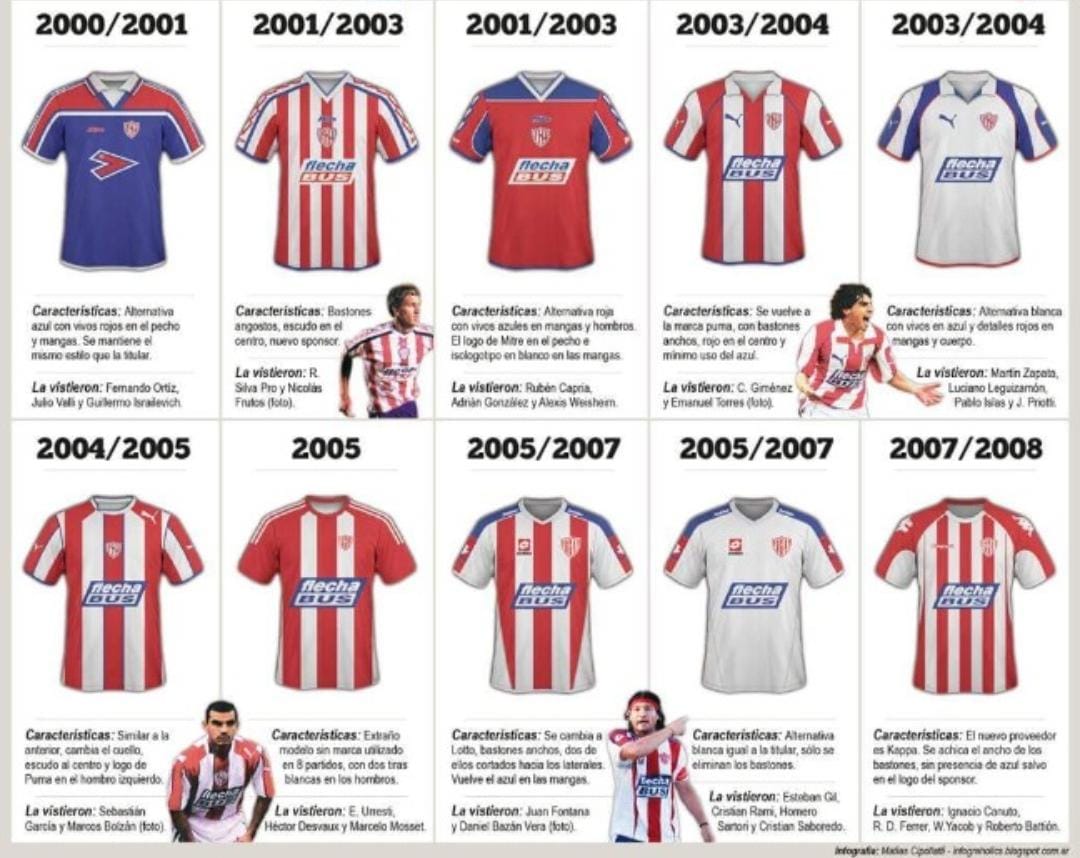 2000/2001
2001/2003
2001/2003
2003/2004
2003/2004
flecha
BUS
flecha
BUS
flecha
BUS
flecha
BUS
Características: Alternativa
azul con vivos rojos en el pecho
y mangas. Se mantiene el
mismo estilo que la titular.
La vistieron: Fernando Ortiz,
Julio Valli y Guillermo Israilevich.
Características: Bastones
angostos, escudo en el
centro, nuevo sponsor.
La vistieron: R.
Silva Pro y Nicolás
Frutos (foto).
Características: Alternativa roja
con vivos azules en mangas y hombros.
El logo de Mitre en el pecho e
isologotipo en blanco en las mangas.
La vistieron: Rubén Capria,
Adrián González y Alexis Weisheim.
Características: Se vuelve a
la marca puma, con bastones
anchos, rojo en el centro y
mínimo uso del azul.
La vistieron: C. Giménez
y Emanuel Torres (foto).
Características: Alternativa blanca
con vivos en azul y detalles rojos en
mangas y cuerpo.
La vistieron: Martín Zapata,
Luciano Leguizamón,
Pablo Islas y J. Priotti.
2004/2005
2005
2005/2007
2005/2007
2007/2008
flecha
BUS
flecha
BUS
flecha
BUS
flecha
BUS
flecha
BUS
Características: Similar a la
anterior, cambia el cuello,
escudo al centro y logo de
Puma en el hombro izquierdo.
La vistieron: Sebastián
García y Marcos Bolzán (foto).
Características: Extraño
modelo sin marca utilizado
en 8 partidos, con dos tiras
blancas en los hombros.
La vistieron: E. Urresti,
Héctor Desvaux y Marcelo Mosset.
Características: Se cambia a
Lotto, bastones anchos, dos de
ellos cortados hacia los laterales.
Vuelve el azul en las mangas.
La vistieron: Juan Fontana
y Daniel Bazán Vera (foto).
flecha
BUS
Características: Alternativa
blanca igual a la titular, sólo se
eliminan los bastones.
La vistieron: Esteban Gil,
Cristian Rami, Homero
Sartori y Cristian Saboredo.
Características: El nuevo proveedor
es Kappa. Se achica el ancho de los
bastones, sin presencia de azul salvo
en el logo del sponsor.
La vistieron: Ignacio Canuto,
R. D. Ferrer, W.Yacob y Roberto Battión.
Infografía: Matías Cipollatti - infograholics.blogspot.com.ar